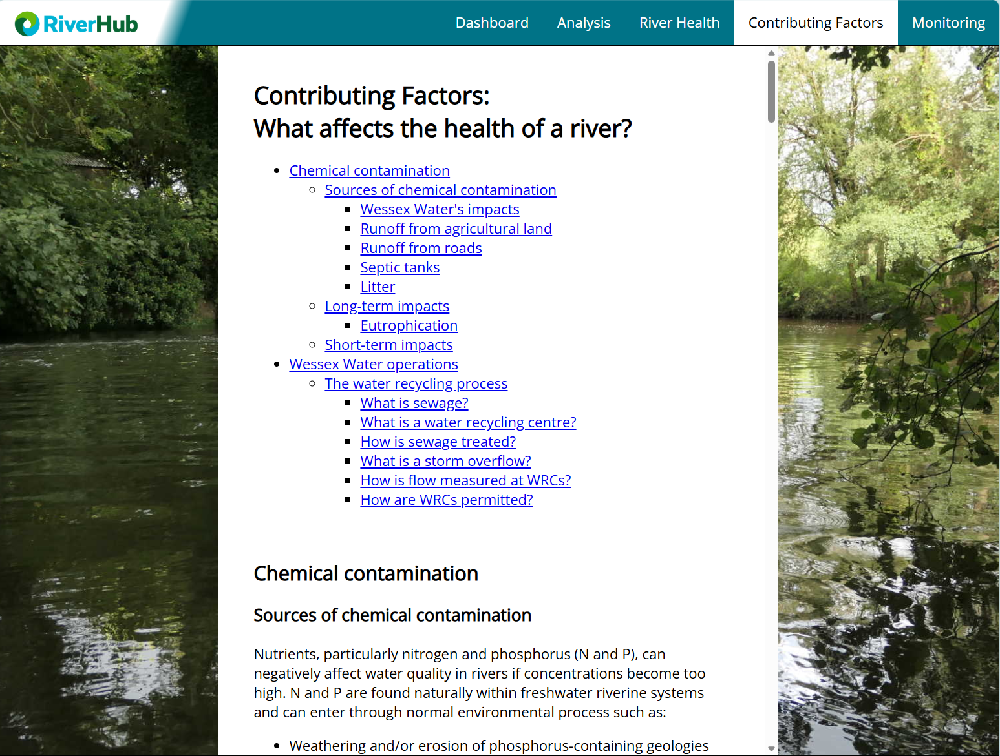 RiverHub
Dashboard
Analysis
River Health
Contributing Factors
Monitoring
Contributing Factors:
What affects the health of a river?
Chemical contamination
Sources of chemical contamination
Wessex Water's impacts
Runoff from agricultural land
Runoff from roads
Septic tanks
Litter
Long-term impacts
Eutrophication
Short-term impacts
Wessex Water operations
The water recycling process
What is sewage?
What is a water recycling centre?
How is sewage treated?
What is a storm overflow?
How is flow measured at WRCs?
How are WRCs permitted?
Chemical contamination
Sources of chemical contamination
Nutrients, particularly nitrogen and phosphorus (N and P), can
negatively affect water quality in rivers if concentrations become too
high. N and P are found naturally within freshwater riverine systems
and can enter through normal environmental process such as:
Weathering and/or erosion of phosphorus-containing geologies